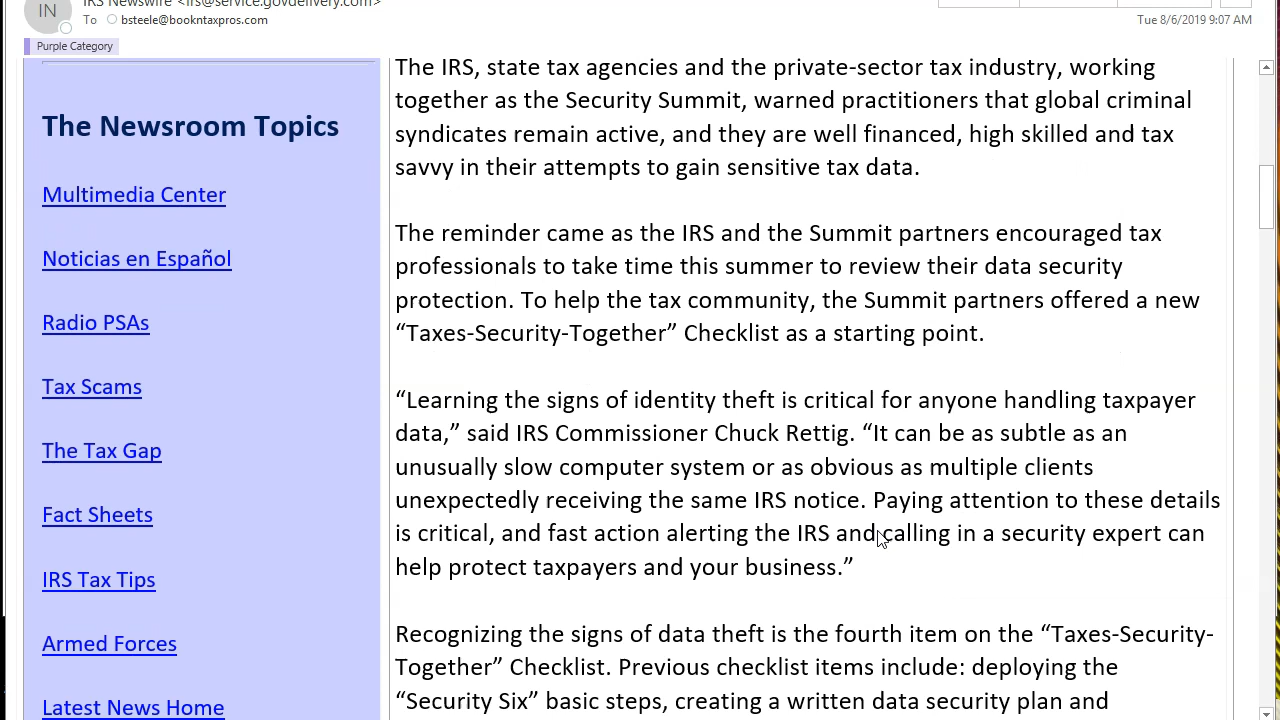 IN
IRS Newswire <irs@service.govdelivery.com>
To bsteele@bookntaxpros.com
Tue 8/6/2019 9:07 AM
Purple Category
The Newsroom Topics
Multimedia Center
Noticias en Español
Radio PSAs
Tax Scams
The Tax Gap
Fact Sheets
IRS Tax Tips
Armed Forces
Latest News Home
The IRS, state tax agencies and the private-sector tax industry, working
together as the Security Summit, warned practitioners that global criminal
syndicates remain active, and they are well financed, high skilled and tax
savvy in their attempts to gain sensitive tax data.
The reminder came as the IRS and the Summit partners encouraged tax
professionals to take time this summer to review their data security
protection. To help the tax community, the Summit partners offered a new
“Taxes-Security-Together” Checklist as a starting point.
“Learning the signs of identity theft is critical for anyone handling taxpayer
data,” said IRS Commissioner Chuck Rettig. “It can be as subtle as an
unusually slow computer system or as obvious as multiple clients
unexpectedly receiving the same IRS notice. Paying attention to these details
is critical, and fast action alerting the IRS and calling in a security expert can
help protect taxpayers and your business.”
Recognizing the signs of data theft is the fourth item on the “Taxes-Security-
Together” Checklist. Previous checklist items include: deploying the
“Security Six” basic steps, creating a written data security plan and